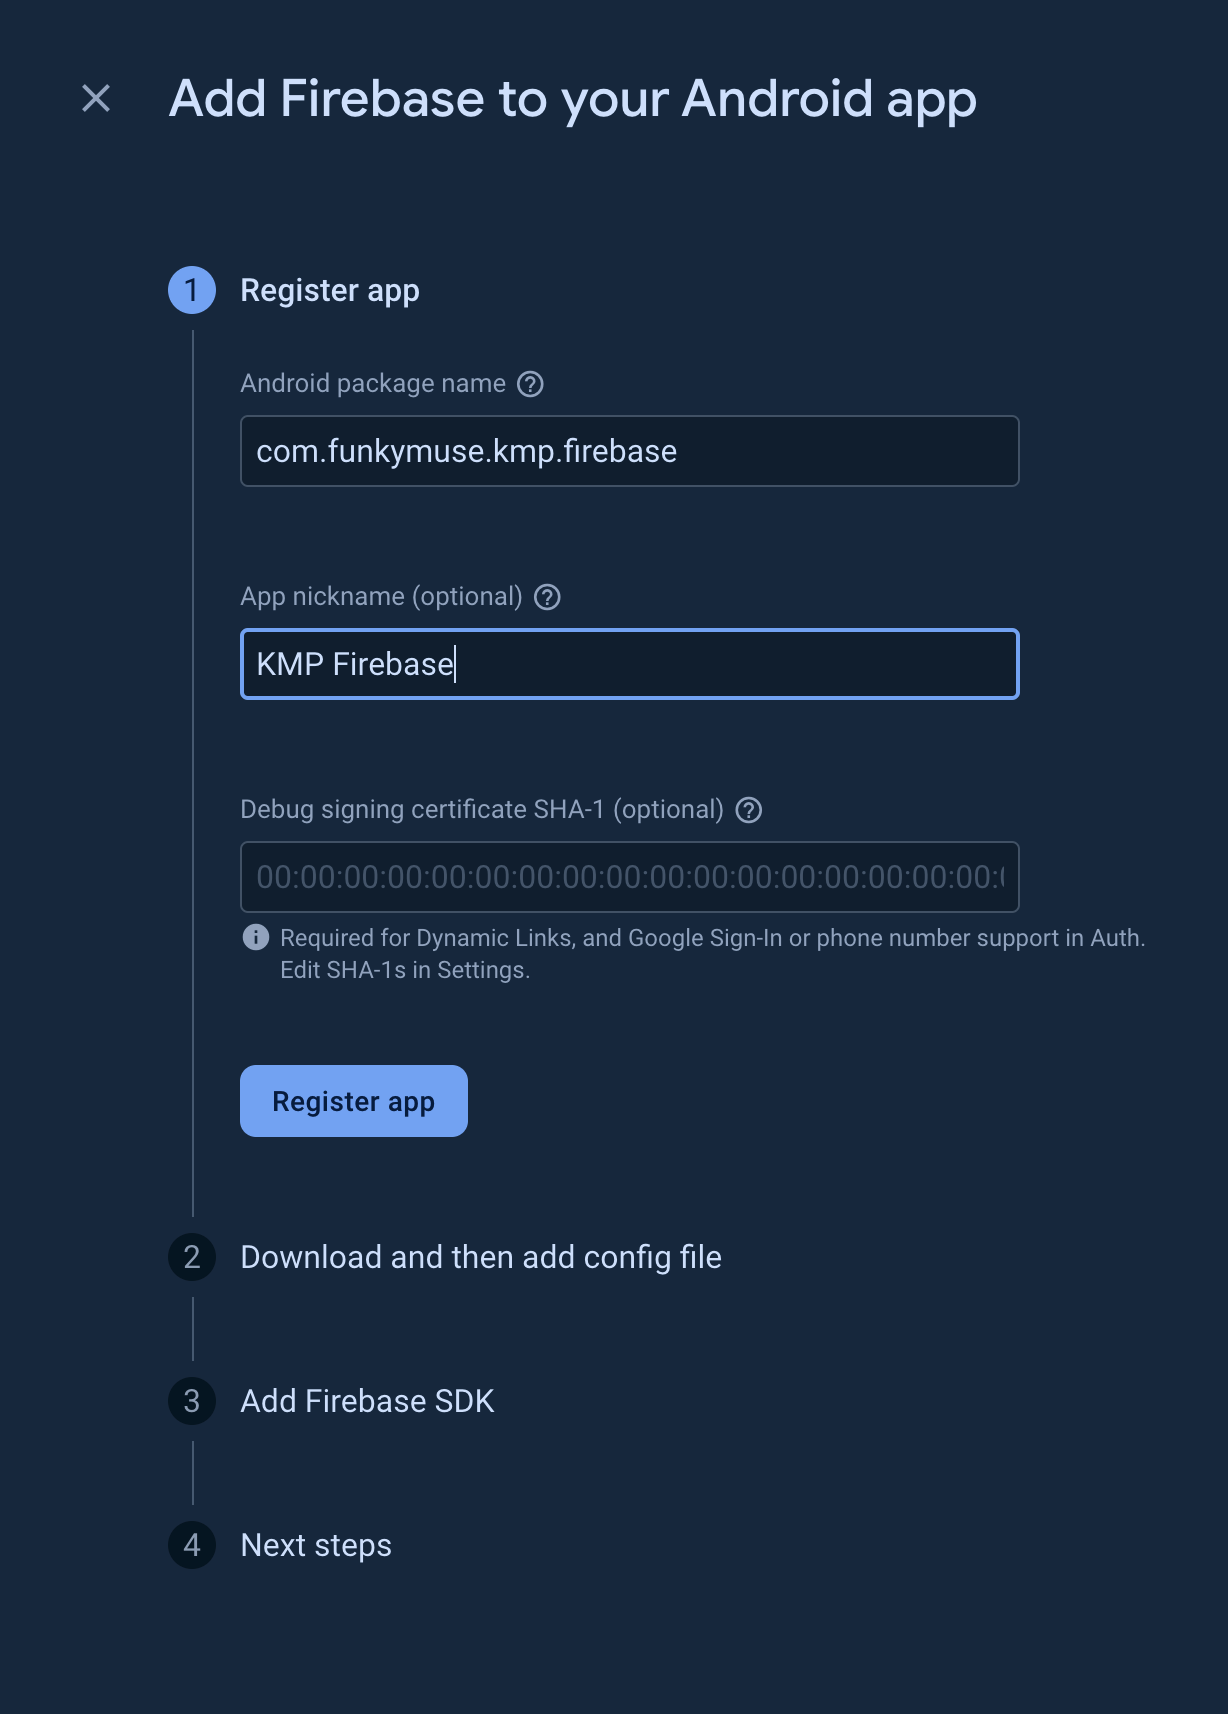 Add Firebase to your Android app
1 Register app
Android package name
com.funkymuse.kmp.firebase
App nickname (optional)
KMP Firebase
Debug signing certificate SHA-1 (optional)
00:00:00:00:00:00:00:00:00:00:00:00:00:00:00:00:00:
Required for Dynamic Links, and Google Sign-In or phone number support in Auth.
Edit SHA-1s in Settings.
Register app
2 Download and then add config file
3 Add Firebase SDK
4 Next steps